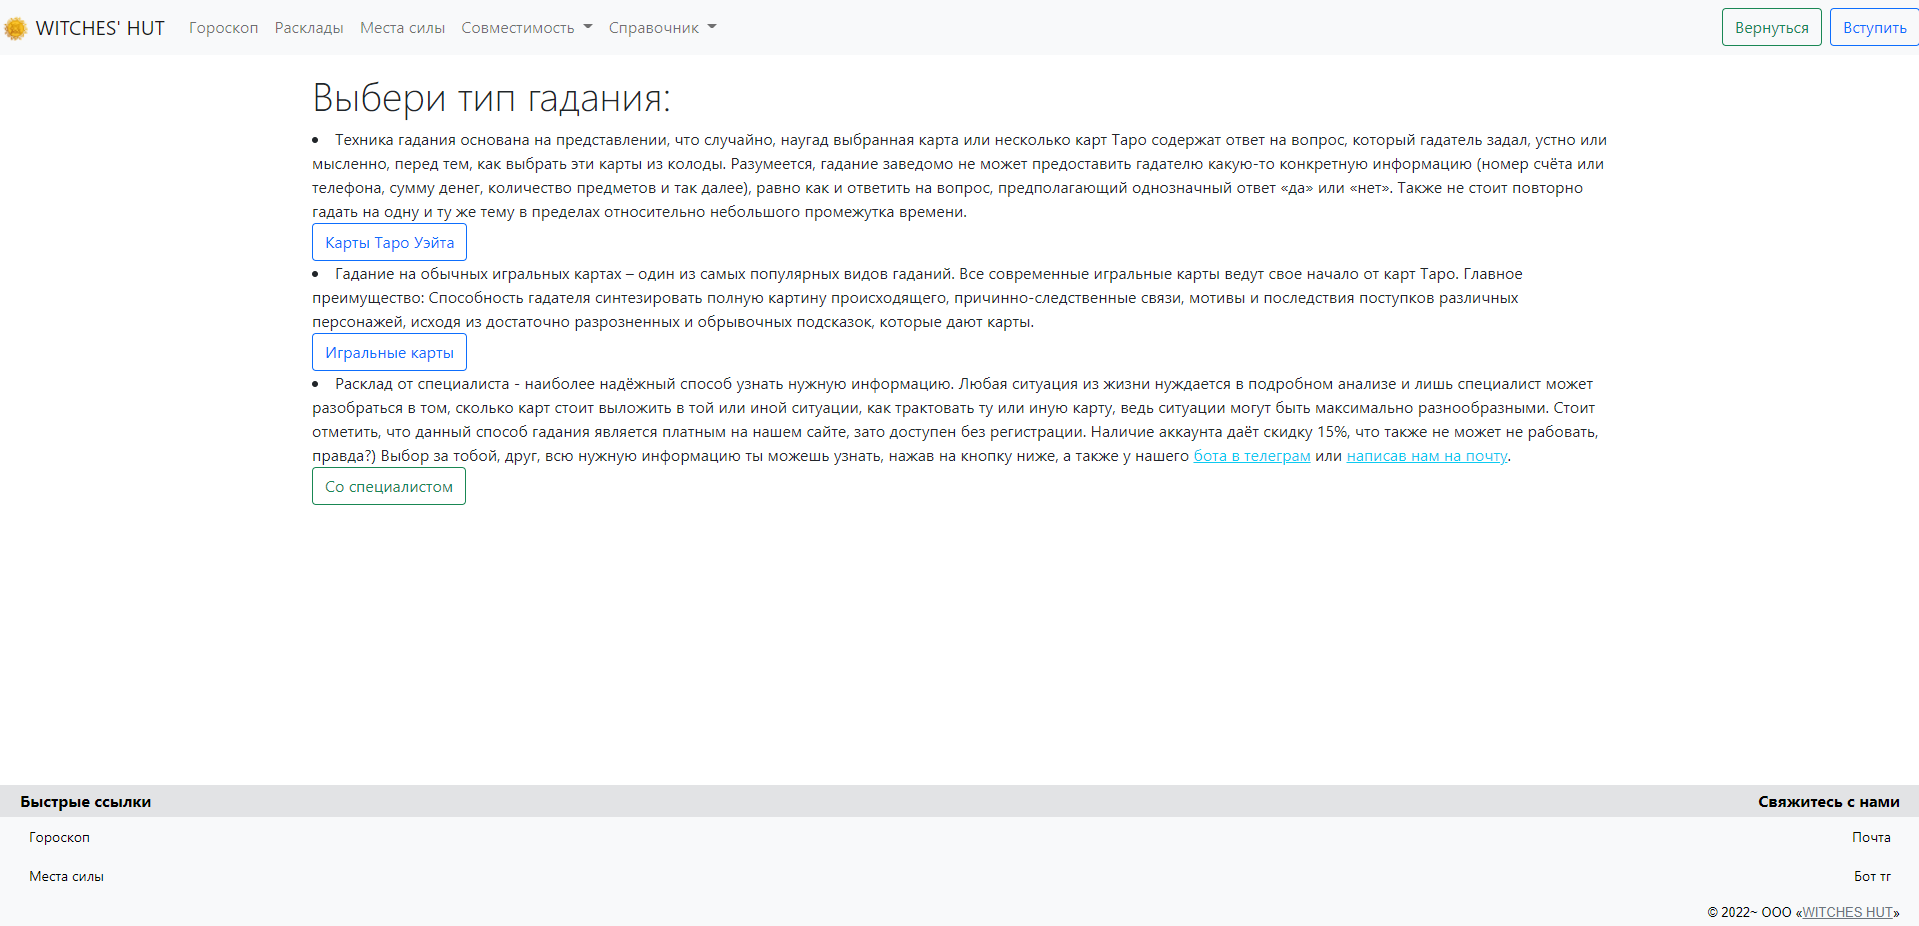 WITCHES' HUT Гороскоп Расклады Места силы Совместимость Справочник Вернуться Вступить
Выбери тип гадания:
• Техника гадания основана на представлении, что случайно, наугад выбранная карта или несколько карт Таро содержат ответ на вопрос, который гадатель задал, устно или
мысленно, перед тем, как выбрать эти карты из колоды. Разумеется, гадание заведомо не может предоставить гадателю какую-то конкретную информацию (номер счёта или
телефона, сумму денег, количество предметов и так далее), равно как и ответить на вопрос, предполагающий однозначный ответ «да» или «нет». Также не стоит повторно
гадать на одну и ту же тему в пределах относительно небольшого промежутка времени.
Карты Таро Уэйта
• Гадание на обычных игральных картах – один из самых популярных видов гаданий. Все современные игральные карты ведут свое начало от карт Таро. Главное
преимущество: Способность гадателя синтезировать полную картину происходящего, причинно-следственные связи, мотивы и последствия поступков различных
персонажей, исходя из достаточно разрозненных и обрывочных подсказок, которые дают карты.
Игральные карты
• Расклад от специалиста - наиболее надёжный способ узнать нужную информацию. Любая ситуация из жизни нуждается в подробном анализе и лишь специалист может
разобраться в том, сколько карт стоит выложить в той или иной ситуации, как трактовать ту или иную карту, ведь ситуации могут быть максимально разнообразными. Стоит
отметить, что данный способ гадания является платным на нашем сайте, зато доступен без регистрации. Наличие аккаунта даёт скидку 15%, что также не может не рабовать,
правда?) Выбор за тобой, друг, всю нужную информацию ты можешь узнать, нажав на кнопку ниже, а также у нашего бота в телеграм или написав нам на почту.
Со специалистом
Быстрые ссылки Свяжитесь с нами
Гороскоп Почта
Места силы Бот тг
© 2022~ ООО «WITCHES HUT»